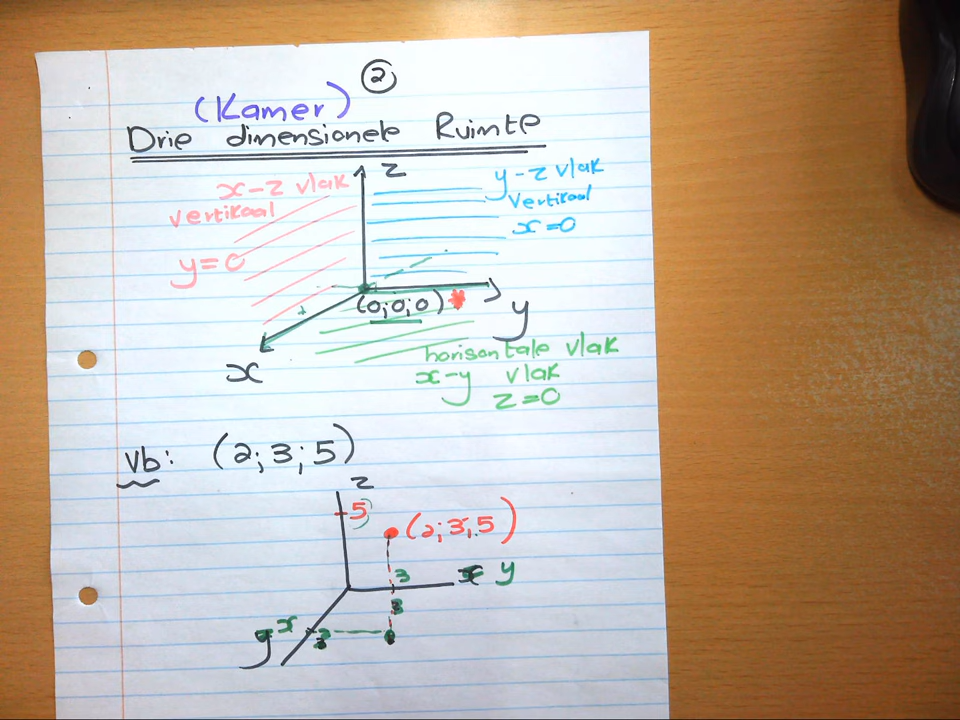 2
(Kamer)
Drie dimensionele Ruimte
z
x-z vlak
vertikaal
y=0
y-z vlak
vertikaal
x=0
(0;0;0)
y
x
horisontale vlak
x-y vlak
z=0
Vb: (2;3;5)
z
5
(2;3;5)
3
y
3
x
y